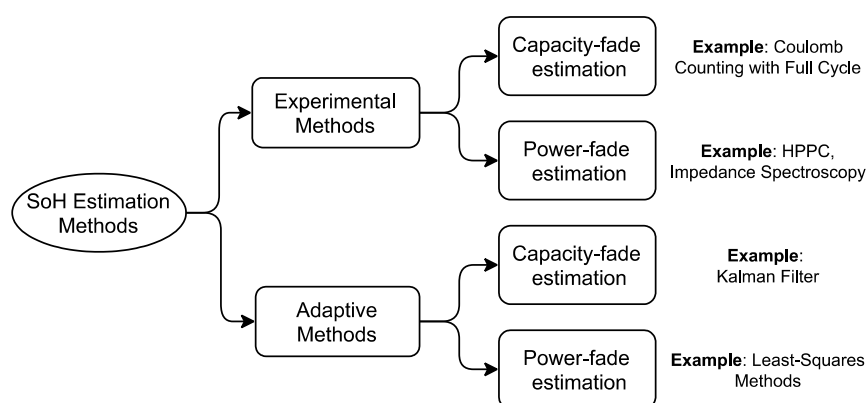 SoH Estimation
Methods
Experimental
Methods
Capacity-fade
estimation
Example: Coulomb
Counting with Full Cycle
Power-fade
estimation
Example: HPPC,
Impedance Spectroscopy
Adaptive
Methods
Capacity-fade
estimation
Example:
Kalman Filter
Power-fade
estimation
Example: Least-Squares
Methods